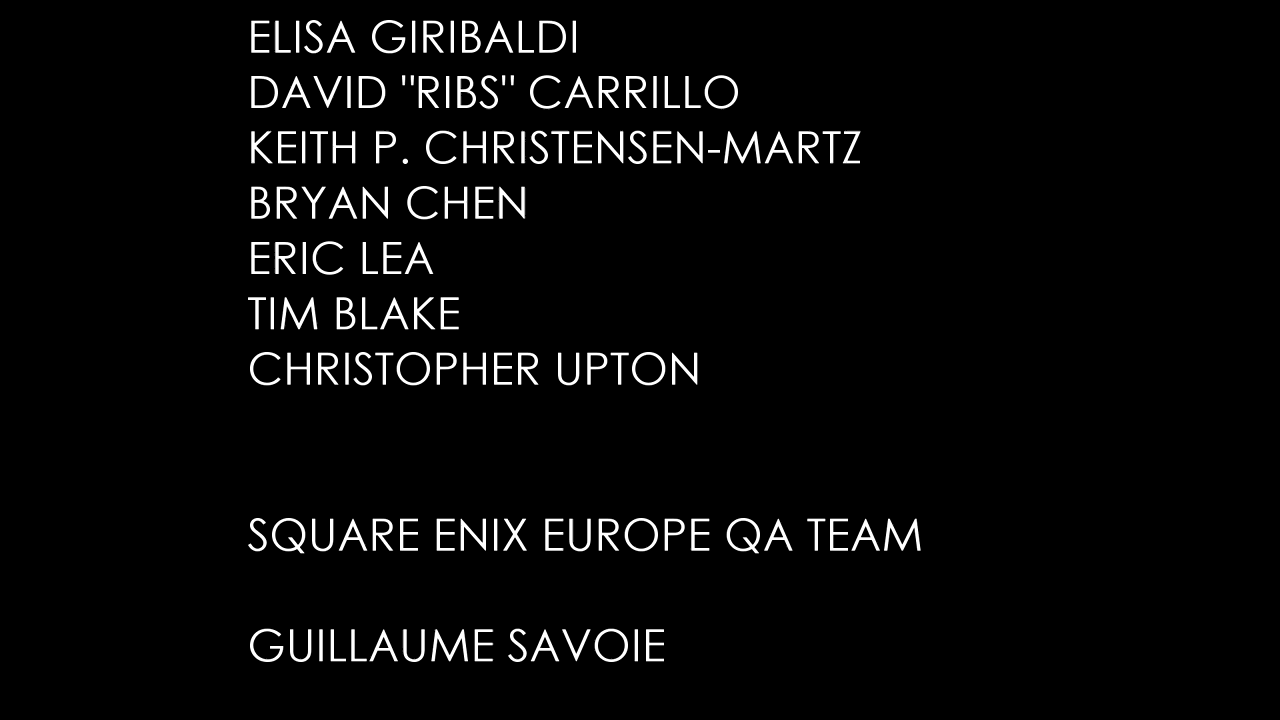 ELISA GIRIBALDI
DAVID "RIBS" CARRILLO
KEITH P. CHRISTENSEN-MARTZ
BRYAN CHEN
ERIC LEA
TIM BLAKE
CHRISTOPHER UPTON
SQUARE ENIX EUROPE QA TEAM
GUILLAUME SAVOIE